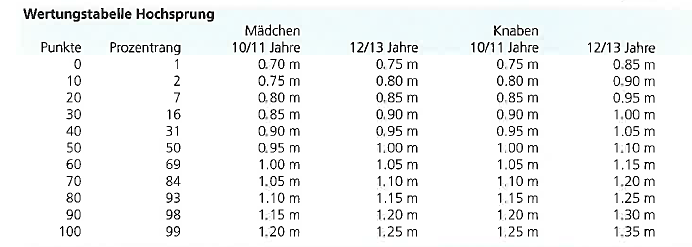 Wertungstabelle Hochsprung
Mädchen Knaben
Punkte Prozentrang 10/11 Jahre 12/13 Jahre 10/11 Jahre 12/13 Jahre
0 1 0.70 m 0.75 m 0.75 m 0.85 m
10 2 0.75 m 0.80 m 0.80 m 0.90 m
20 7 0.80 m 0.85 m 0.85 m 0.95 m
30 16 0.85 m 0.90 m 0.90 m 1.00 m
40 31 0.90 m 0.95 m 0.95 m 1.05 m
50 50 0.95 m 1.00 m 1.00 m 1.10 m
60 69 1.00 m 1.05 m 1.05 m 1.15 m
70 84 1.05 m 1.10 m 1.10 m 1.20 m
80 93 1.10 m 1.15 m 1.15 m 1.25 m
90 98 1.15 m 1.20 m 1.20 m 1.30 m
100 99 1.20 m 1.25 m 1.25 m 1.35 m